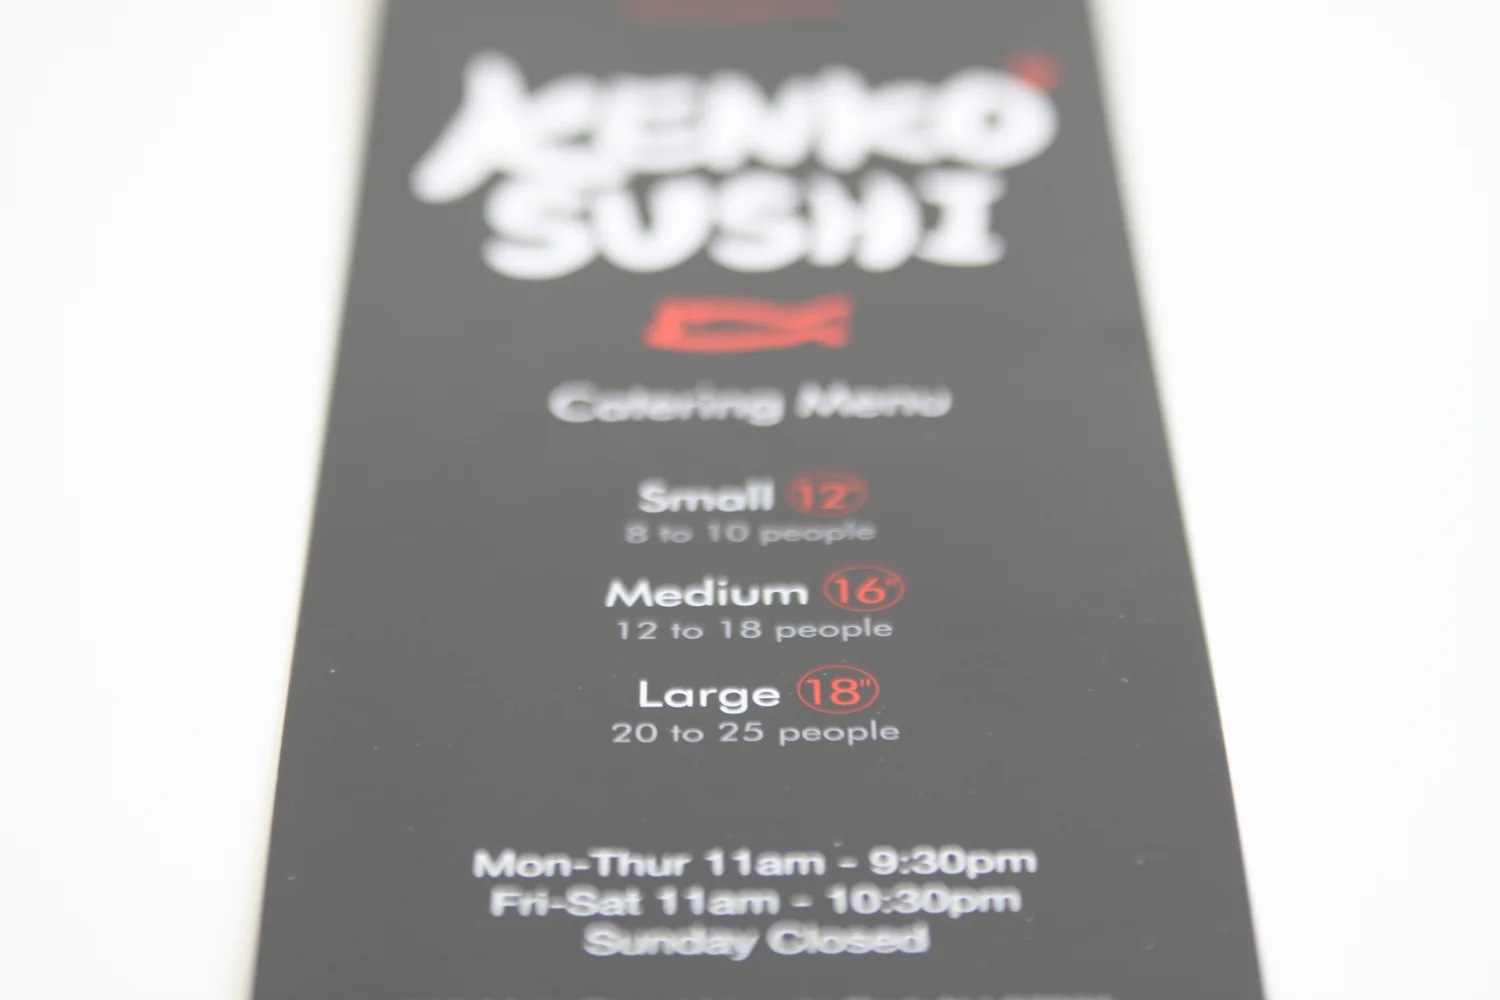 KENKO
SUSHI
Catering Menu
Small 12"
8 to 10 people
Medium 16"
12 to 18 people
Large 18"
20 to 25 people
Mon-Thur 11am - 9:30pm
Fri-Sat 11am - 10:30pm
Sunday Closed